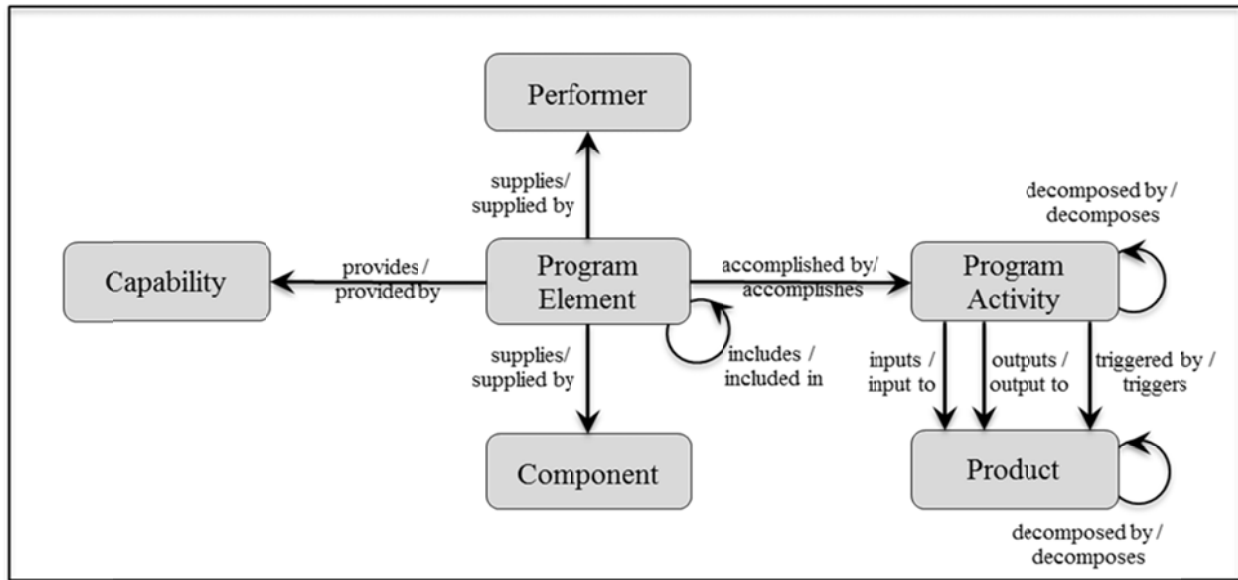 Performer
supplies/
supplied by
decomposed by /
decomposes
Capability
provides /
provided by
Program
Element
accomplished by/
accomplishes
Program
Activity
supplies/
supplied by
includes /
included in
inputs /
input to
outputs /
output to
triggered by /
triggers
Component
Product
decomposed by /
decomposes